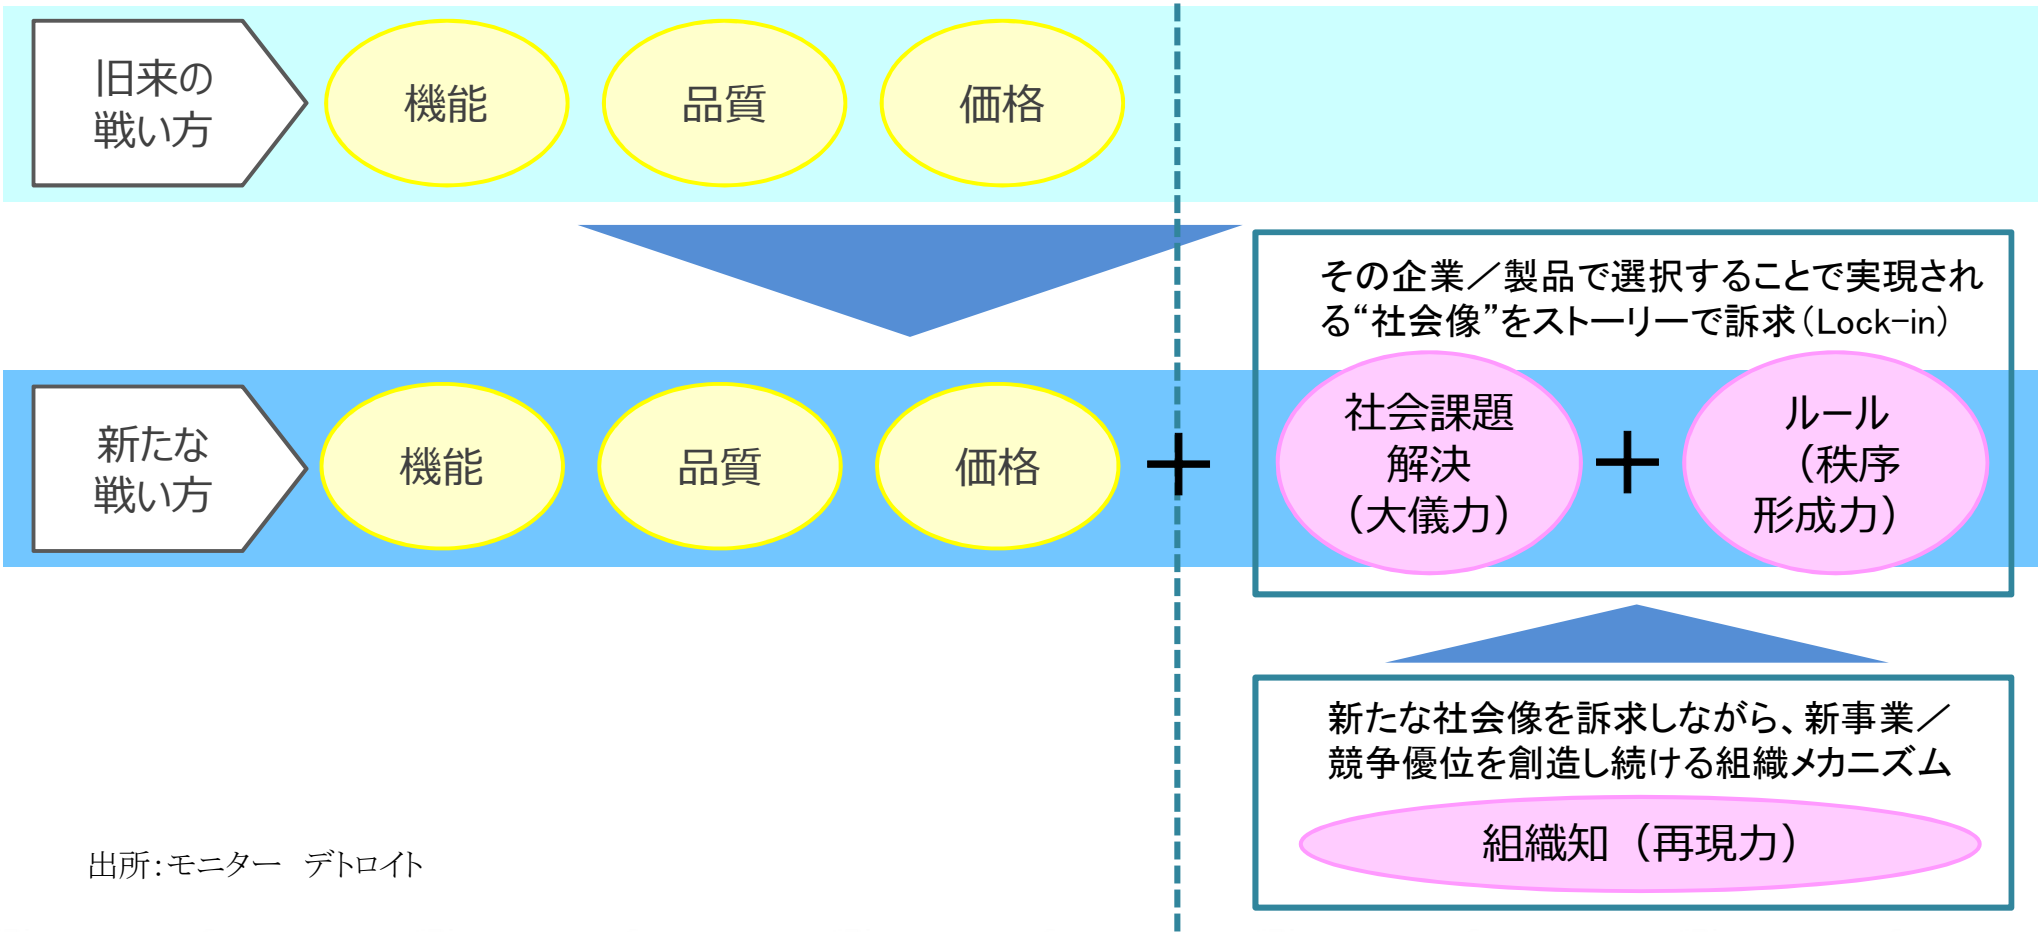 旧来の
戦い方
機能
品質
価格
その企業／製品で選択することで実現され
る“社会像”をストーリーで訴求（Lock-in）
新たな
戦い方
機能
品質
価格
＋
社会課題
解決
（大儀力）
＋
ルール
（秩序
形成力）
新たな社会像を訴求しながら、新事業／
競争優位を創造し続ける組織メカニズム
組織知（再現力）
出所：モニター　デトロイト